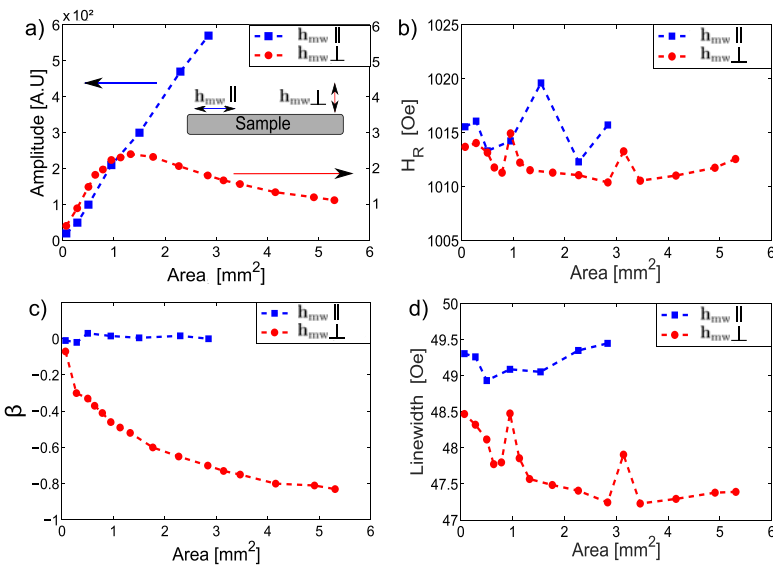 a)
6 x 10²
5
4
3
2
1
0
Amplitude [A.U]
h_mw ||
h_mw ⊥
h_mw ||
h_mw ⊥
Sample
6
5
4
3
2
1
0 1 2 3 4 5 6
Area [mm²]
b)
1025
1020
1015
1010
1005
H_R [Oe]
h_mw ||
h_mw ⊥
0 1 2 3 4 5 6
Area [mm²]
c)
0
−0.2
−0.4
−0.6
−0.8
−1
β
h_mw ||
h_mw ⊥
0 1 2 3 4 5 6
Area [mm²]
d)
50
49.5
49
48.5
48
47.5
47
Linewidth [Oe]
h_mw ||
h_mw ⊥
0 1 2 3 4 5 6
Area [mm²]